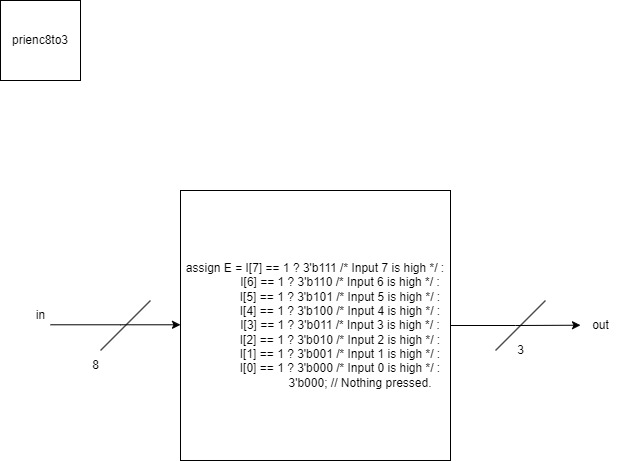 prienc8to3
assign E = I[7] == 1 ? 3'b111 /* Input 7 is high */ :
I[6] == 1 ? 3'b110 /* Input 6 is high */ :
I[5] == 1 ? 3'b101 /* Input 5 is high */ :
I[4] == 1 ? 3'b100 /* Input 4 is high */ :
I[3] == 1 ? 3'b011 /* Input 3 is high */ :
I[2] == 1 ? 3'b010 /* Input 2 is high */ :
I[1] == 1 ? 3'b001 /* Input 1 is high */ :
I[0] == 1 ? 3'b000 /* Input 0 is high */ :
3'b000; // Nothing pressed.
in
8
out
3